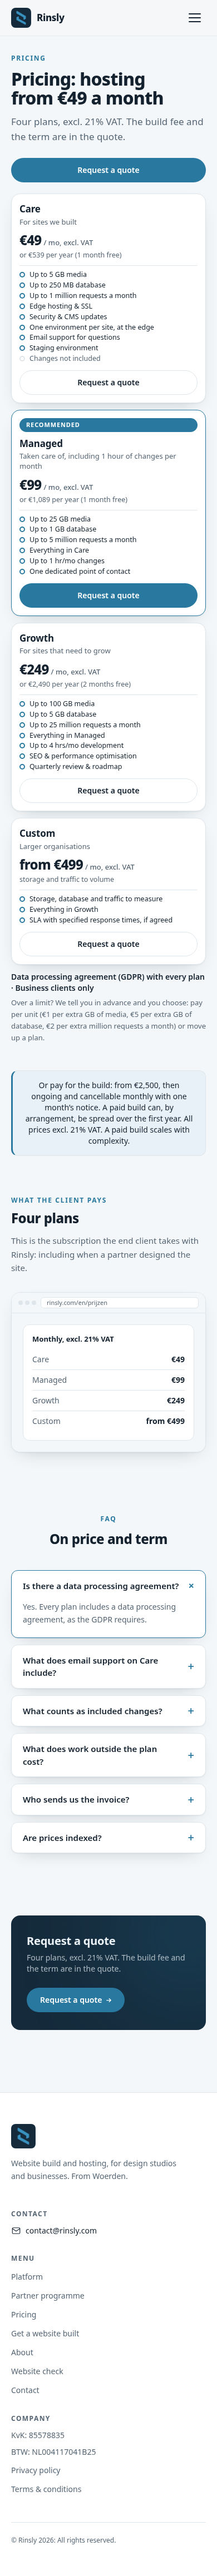 Rinsly
PRICING
Pricing: hosting
from €49 a month
Four plans, excl. 21% VAT. The build fee and
the term are in the quote.
Request a quote
Care
For sites we built
€49 / mo, excl. VAT
or €539 per year (1 month free)
Up to 5 GB media
Up to 250 MB database
Up to 1 million requests a month
Edge hosting & SSL
Security & CMS updates
One environment per site, at the edge
Email support for questions
Staging environment
Changes not included
Request a quote
RECOMMENDED
Managed
Taken care of, including 1 hour of changes per
month
€99 / mo, excl. VAT
or €1,089 per year (1 month free)
Up to 25 GB media
Up to 1 GB database
Up to 5 million requests a month
Everything in Care
Up to 1 hr/mo changes
One dedicated point of contact
Request a quote
Growth
For sites that need to grow
€249 / mo, excl. VAT
or €2,490 per year (2 months free)
Up to 100 GB media
Up to 5 GB database
Up to 25 million requests a month
Everything in Managed
Up to 4 hrs/mo development
SEO & performance optimisation
Quarterly review & roadmap
Request a quote
Custom
Larger organisations
from €499 / mo, excl. VAT
storage and traffic to volume
Storage, database and traffic to measure
Everything in Growth
SLA with specified response times, if agreed
Request a quote
Data processing agreement (GDPR) with every plan
· Business clients only
Over a limit? We tell you in advance and you choose: pay
per unit (€1 per extra GB of media, €5 per extra GB of
database, €2 per extra million requests a month) or move
up a plan.
Or pay for the build: from €2,500, then
ongoing and cancellable monthly with one
month's notice. A paid build can, by
arrangement, be spread over the first year. All
prices excl. 21% VAT. A paid build scales with
complexity.
WHAT THE CLIENT PAYS
Four plans
This is the subscription the end client takes with
Rinsly: including when a partner designed the
site.
rinsly.com/en/prijzen
Monthly, excl. 21% VAT
Care €49
Managed €99
Growth €249
Custom from €499
FAQ
On price and term
Is there a data processing agreement?
Yes. Every plan includes a data processing
agreement, as the GDPR requires.
What does email support on Care
include?
What counts as included changes?
What does work outside the plan
cost?
Who sends us the invoice?
Are prices indexed?
Request a quote
Four plans, excl. 21% VAT. The build fee and
the term are in the quote.
Request a quote →
Website build and hosting, for design studios
and businesses. From Woerden.
CONTACT
contact@rinsly.com
MENU
Platform
Partner programme
Pricing
Get a website built
About
Website check
Contact
COMPANY
KvK: 85578835
BTW: NL004117041B25
Privacy policy
Terms & conditions
© Rinsly 2026: All rights reserved.